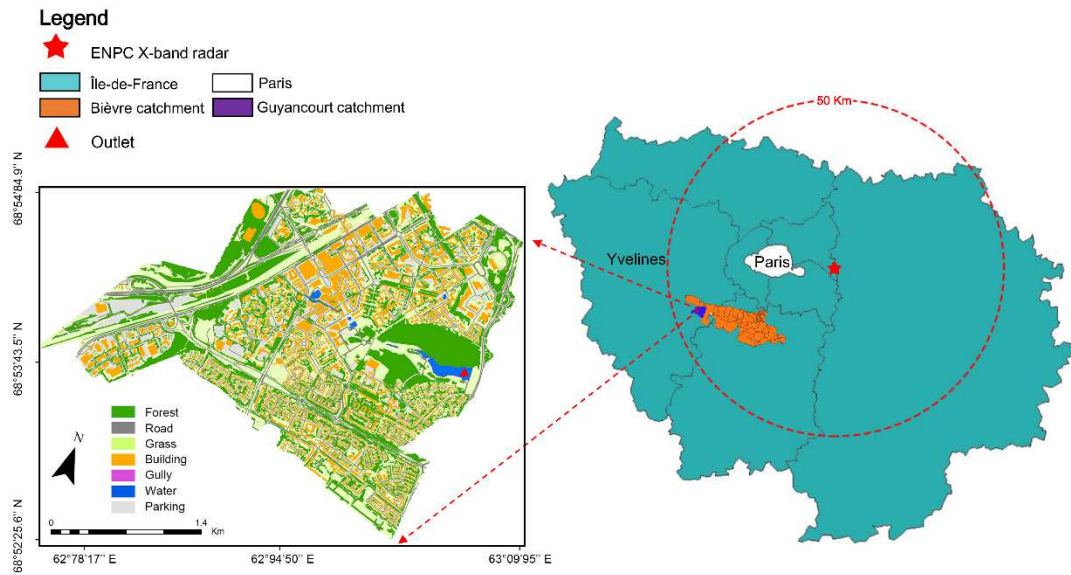 Legend
ENPC X-band radar
Île-de-France
Paris
Bièvre catchment
Guyancourt catchment
Outlet
50 Km
Yvelines
Paris
68°54'84.9'' N
68°53'43.5'' N
68°52'25.6'' N
Forest
Road
Grass
Building
Gully
Water
Parking
N
0 1.4
Km
62°78'17'' E 62°94'50'' E 63°09'95'' E